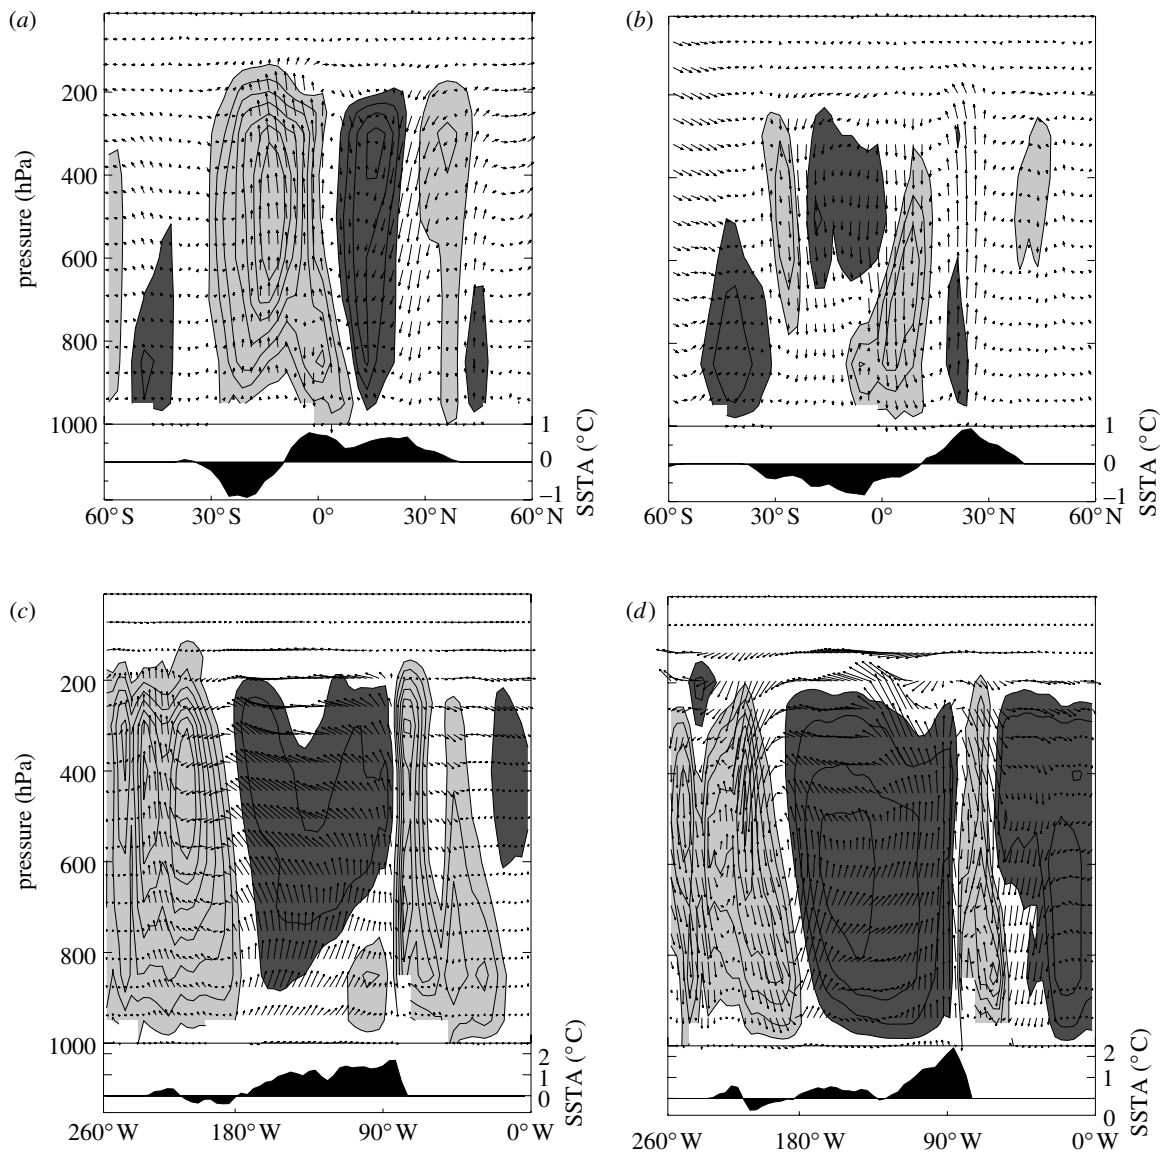 (a)
(b)
200
400
600
800
1000
pressure (hPa)
1
0
−1
SSTA (°C)
1
0
−1
SSTA (°C)
60° S 30° S 0° 30° N 60° N
60° S 30° S 0° 30° N 60° N
(c)
(d)
200
400
600
800
1000
pressure (hPa)
2
1
0
SSTA (°C)
2
1
0
SSTA (°C)
260° W 180° W 90° W 0° W
260° W 180° W 90° W 0° W